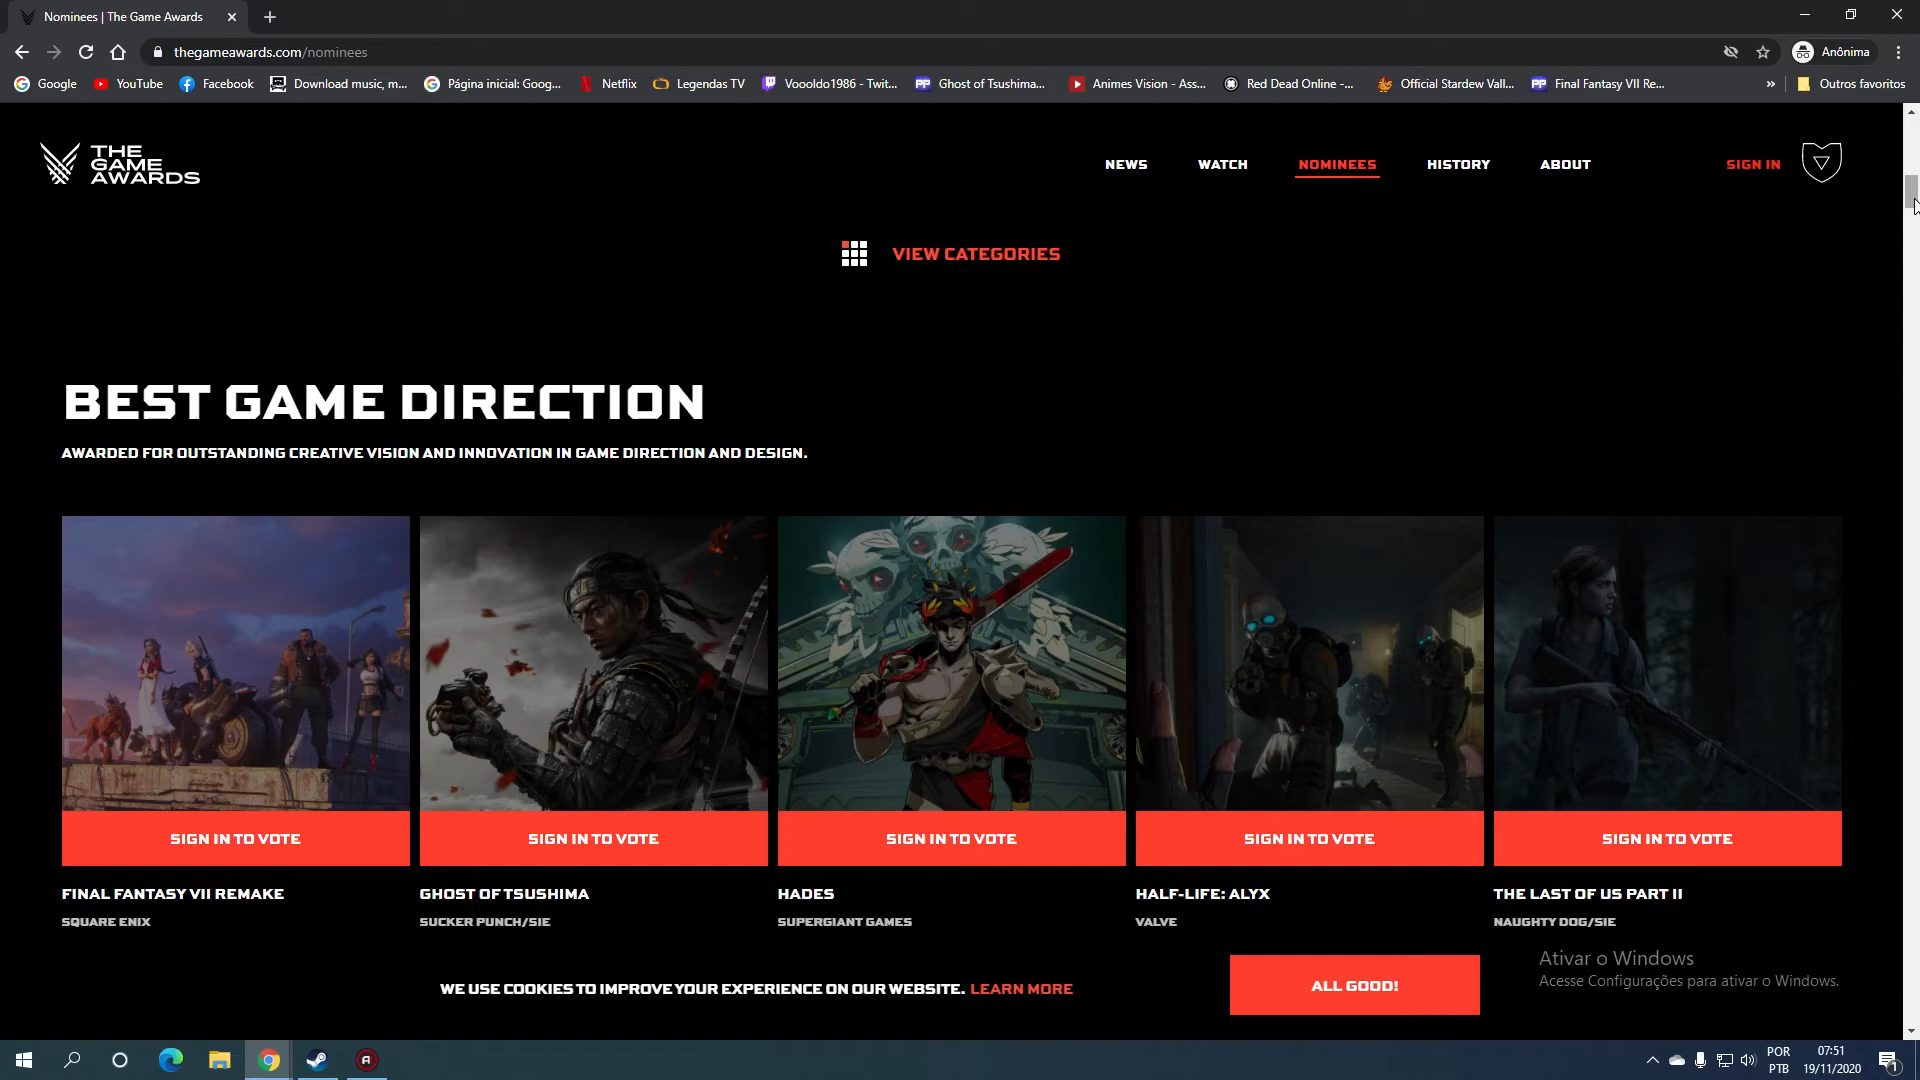 Nominees | The Game Awards
thegameawards.com/nominees
Anônima
Google
YouTube
Facebook
Download music, m...
Página inicial: Goog...
Netflix
Legendas TV
Voooldo1986 - Twit...
Ghost of Tsushima...
Animes Vision - Ass...
Red Dead Online -...
Official Stardew Vall...
Final Fantasy VII Re...
»
Outros favoritos
THE
GAME
AWARDS
NEWS
WATCH
NOMINEES
HISTORY
ABOUT
SIGN IN
VIEW CATEGORIES
BEST GAME DIRECTION
AWARDED FOR OUTSTANDING CREATIVE VISION AND INNOVATION IN GAME DIRECTION AND DESIGN.
SIGN IN TO VOTE
SIGN IN TO VOTE
SIGN IN TO VOTE
SIGN IN TO VOTE
SIGN IN TO VOTE
FINAL FANTASY VII REMAKE
SQUARE ENIX
GHOST OF TSUSHIMA
SUCKER PUNCH/SIE
HADES
SUPERGIANT GAMES
HALF-LIFE: ALYX
VALVE
THE LAST OF US PART II
NAUGHTY DOG/SIE
WE USE COOKIES TO IMPROVE YOUR EXPERIENCE ON OUR WEBSITE. LEARN MORE
ALL GOOD!
Ativar o Windows
Acesse Configurações para ativar o Windows.
POR
PTB
07:51
19/11/2020
1